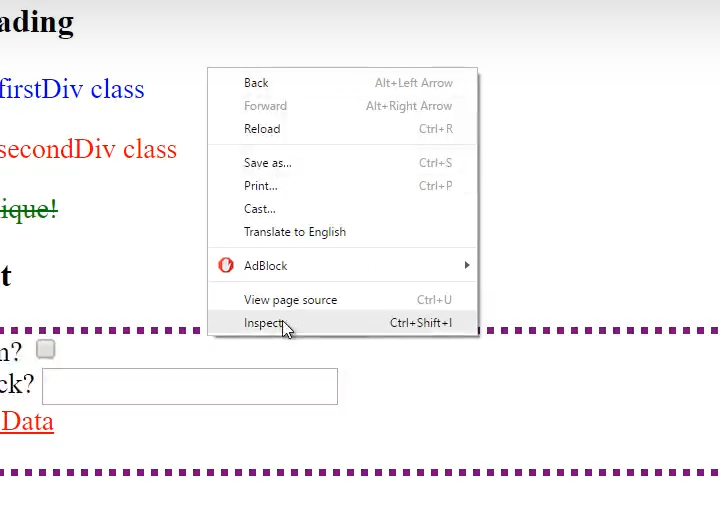 ading
firstDiv class
secondDiv class
ique!
t
n?
ck?
Data
Back Alt+Left Arrow
Forward Alt+Right Arrow
Reload Ctrl+R
Save as... Ctrl+S
Print... Ctrl+P
Cast...
Translate to English
AdBlock
View page source Ctrl+U
Inspect Ctrl+Shift+I